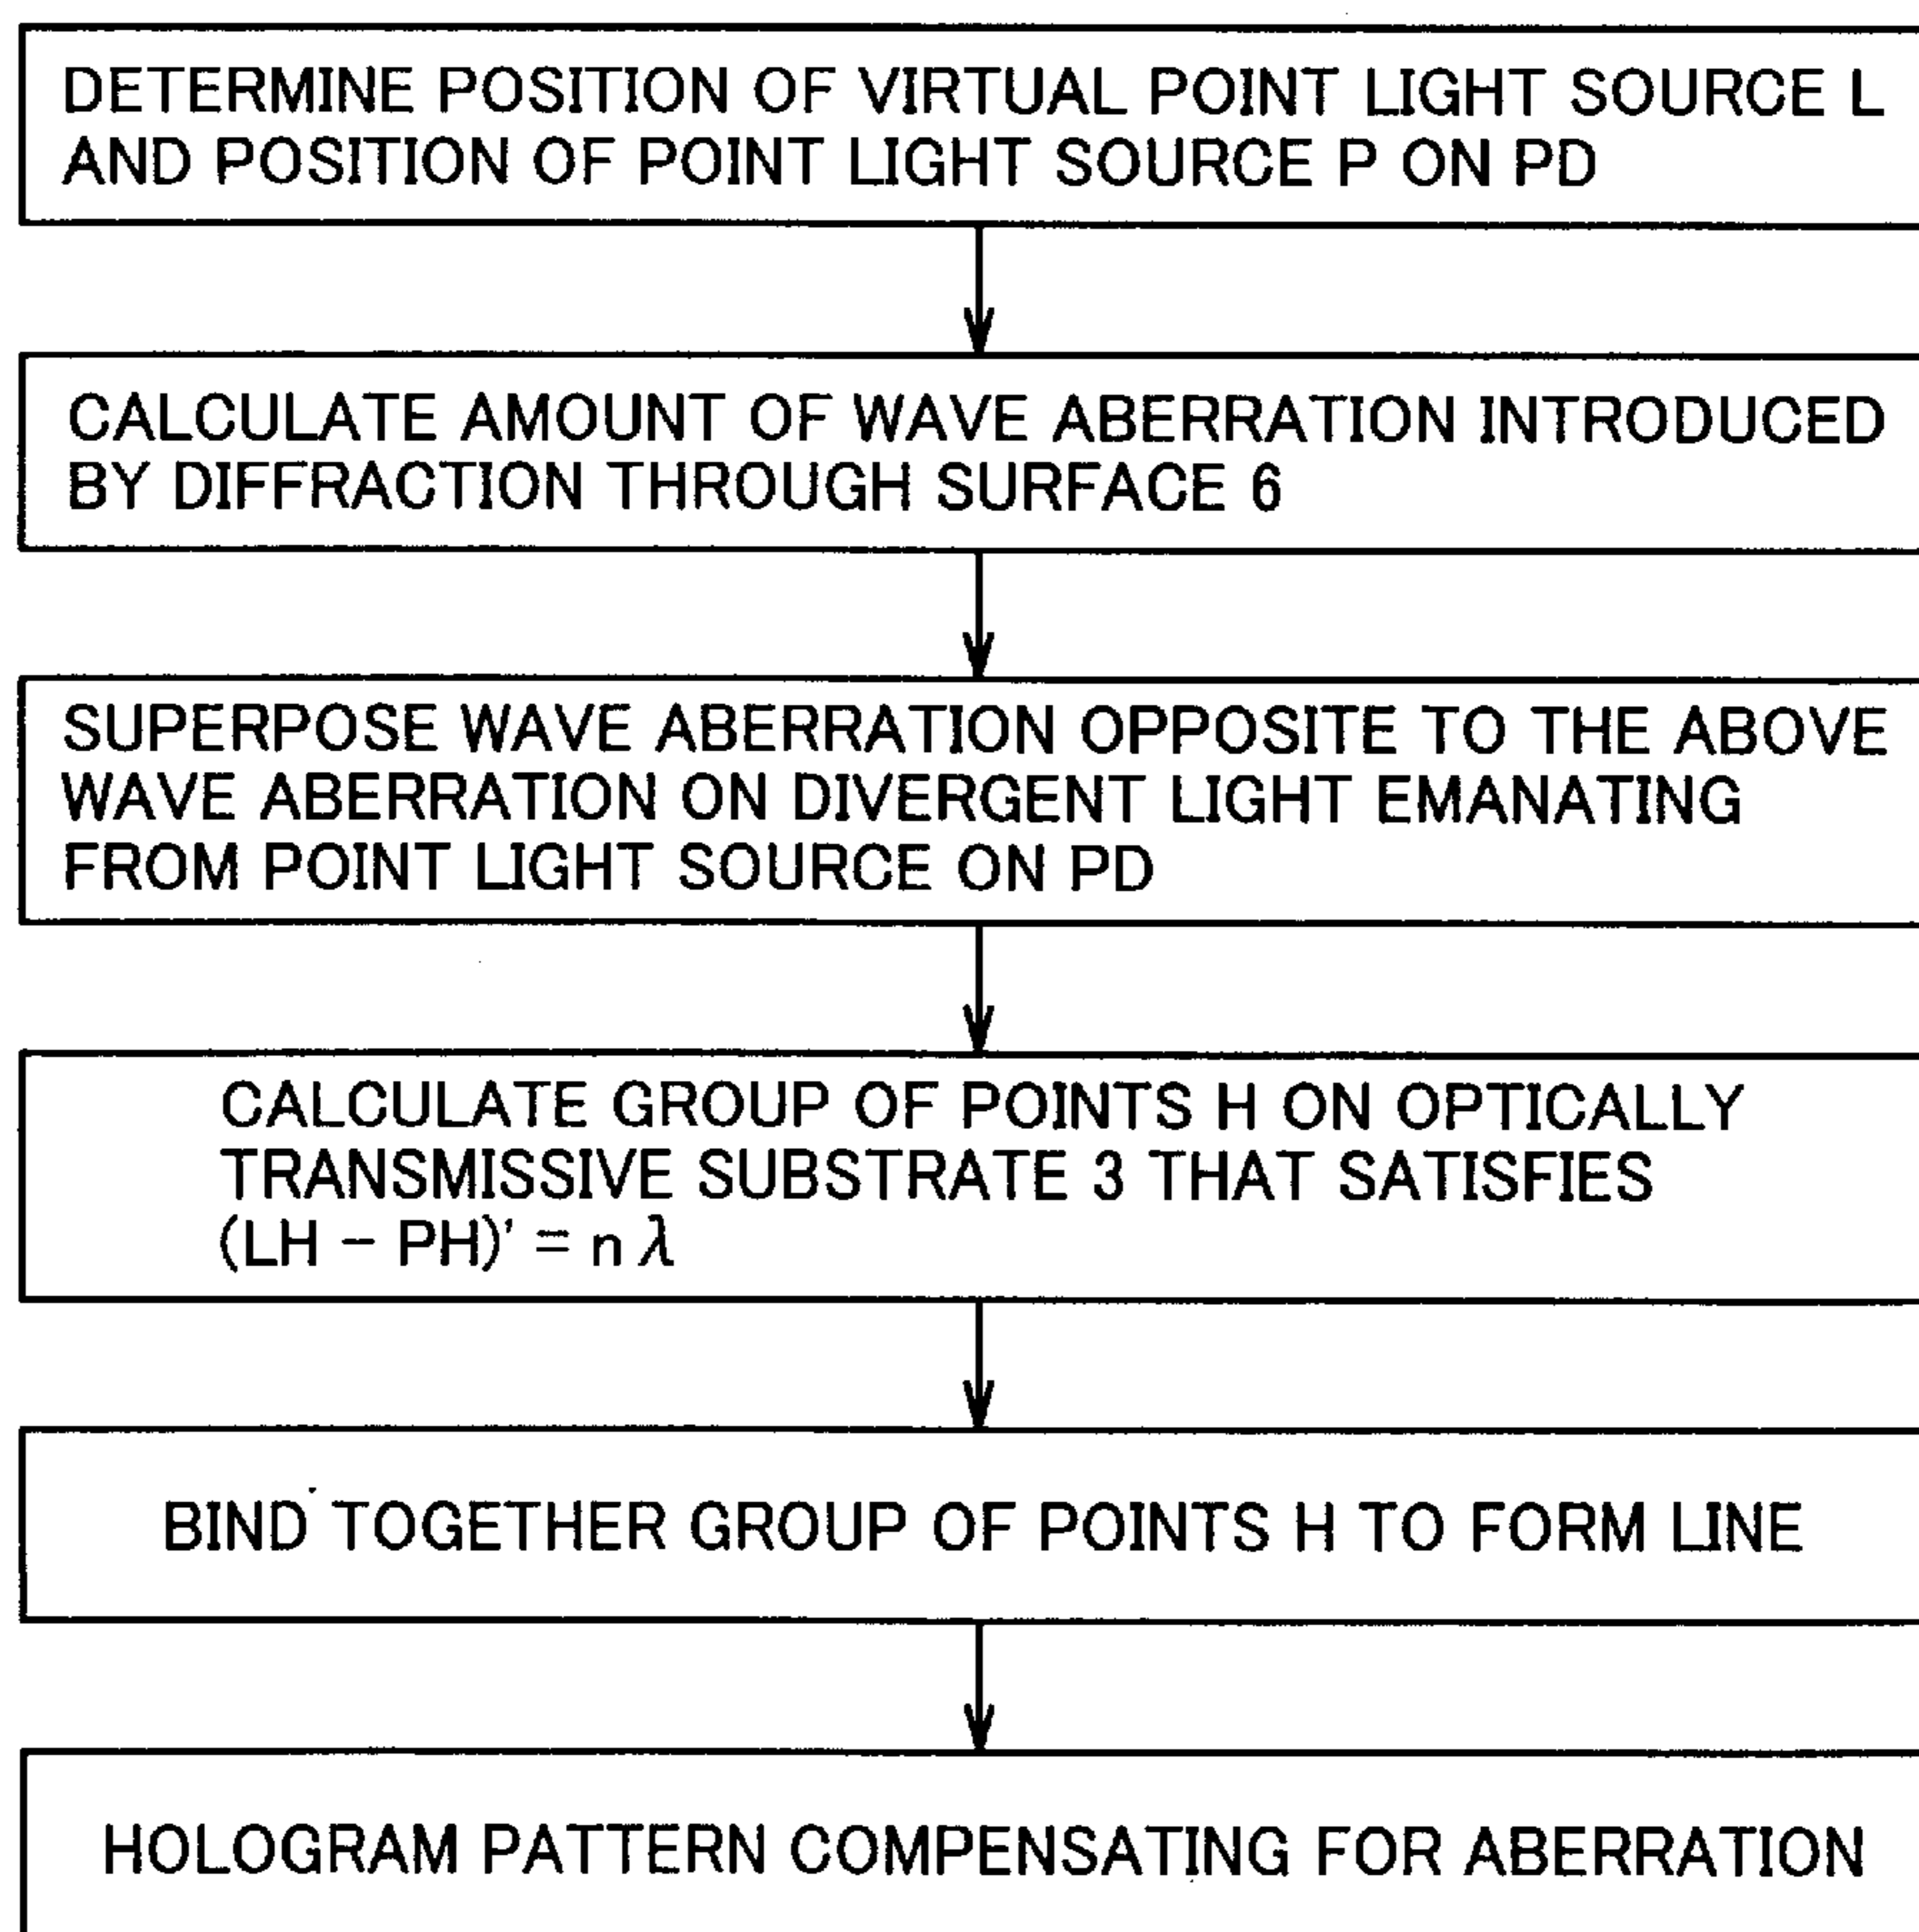 DETERMINE POSITION OF VIRTUAL POINT LIGHT SOURCE L
AND POSITION OF POINT LIGHT SOURCE P ON PD
CALCULATE AMOUNT OF WAVE ABERRATION INTRODUCED
BY DIFFRACTION THROUGH SURFACE 6
SUPERPOSE WAVE ABERRATION OPPOSITE TO THE ABOVE
WAVE ABERRATION ON DIVERGENT LIGHT EMANATING
FROM POINT LIGHT SOURCE ON PD
CALCULATE GROUP OF POINTS H ON OPTICALLY
TRANSMISSIVE SUBSTRATE 3 THAT SATISFIES
(LH − PH)' = n λ
BIND TOGETHER GROUP OF POINTS H TO FORM LINE
HOLOGRAM PATTERN COMPENSATING FOR ABERRATION